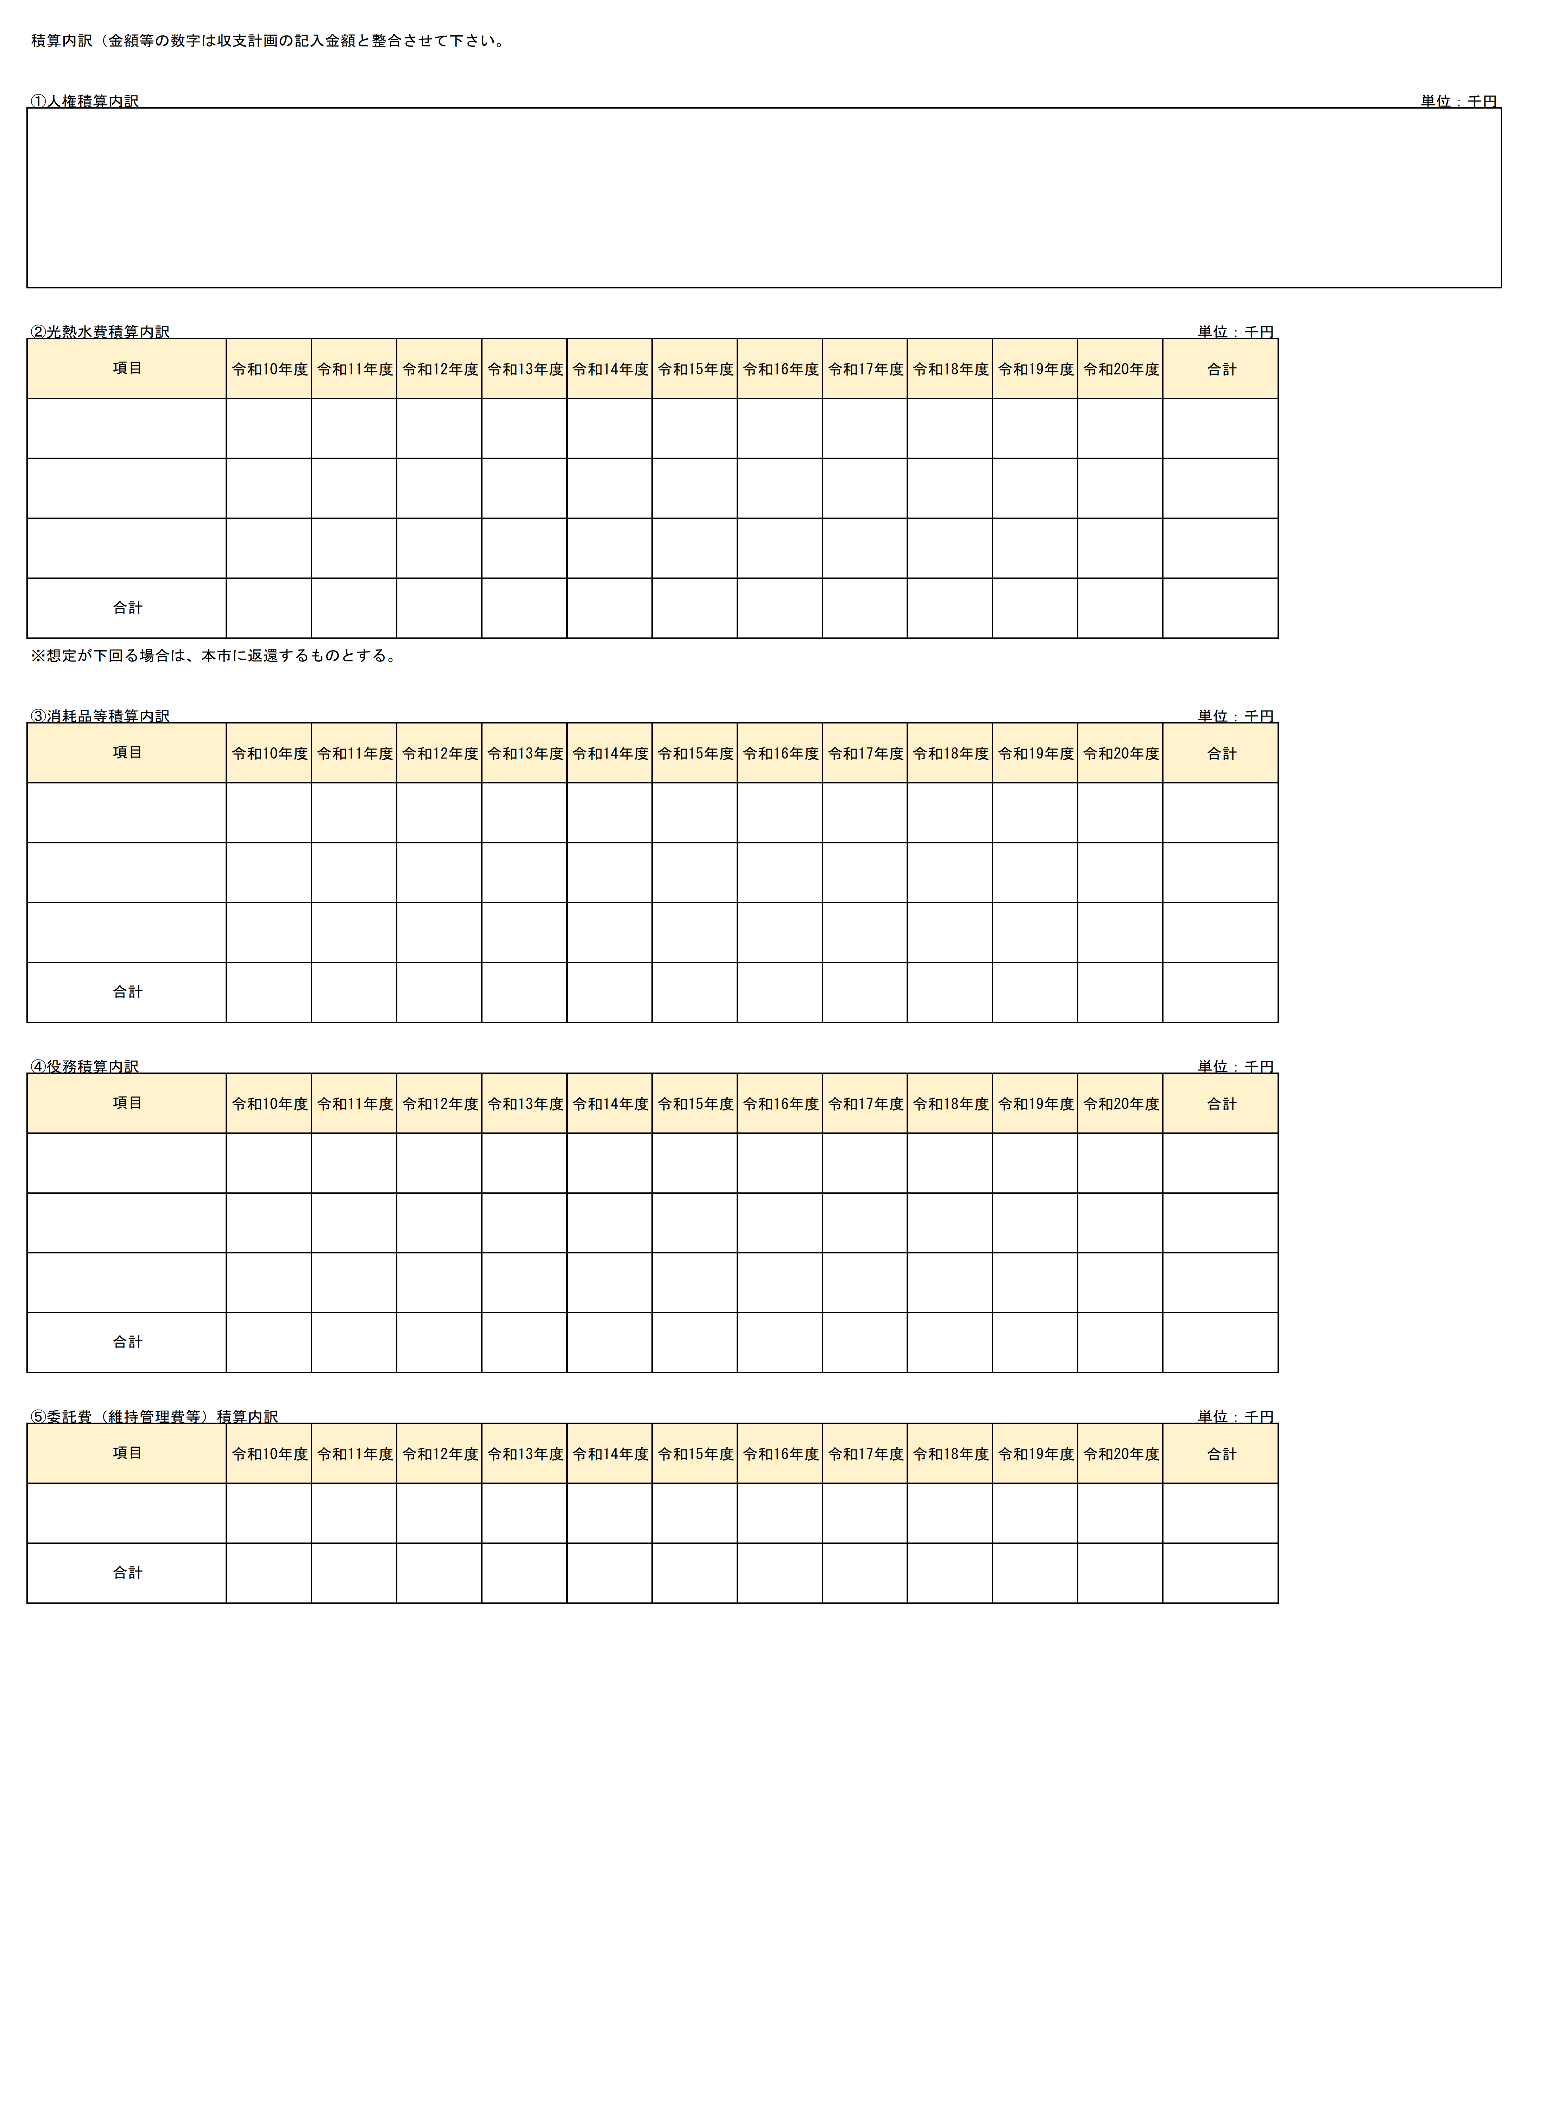 積算内訳（金額等の数字は収支計画の記入金額と整合させて下さい。
①人権積算内訳 単位：千円
②光熱水費積算内訳 単位：千円
項目 令和10年度 令和11年度 令和12年度 令和13年度 令和14年度 令和15年度 令和16年度 令和17年度 令和18年度 令和19年度 令和20年度 合計
合計
※想定が下回る場合は、本市に返還するものとする。
③消耗品等積算内訳 単位：千円
項目 令和10年度 令和11年度 令和12年度 令和13年度 令和14年度 令和15年度 令和16年度 令和17年度 令和18年度 令和19年度 令和20年度 合計
合計
④役務積算内訳 単位：千円
項目 令和10年度 令和11年度 令和12年度 令和13年度 令和14年度 令和15年度 令和16年度 令和17年度 令和18年度 令和19年度 令和20年度 合計
合計
⑤委託費（維持管理費等）積算内訳 単位：千円
項目 令和10年度 令和11年度 令和12年度 令和13年度 令和14年度 令和15年度 令和16年度 令和17年度 令和18年度 令和19年度 令和20年度 合計
合計